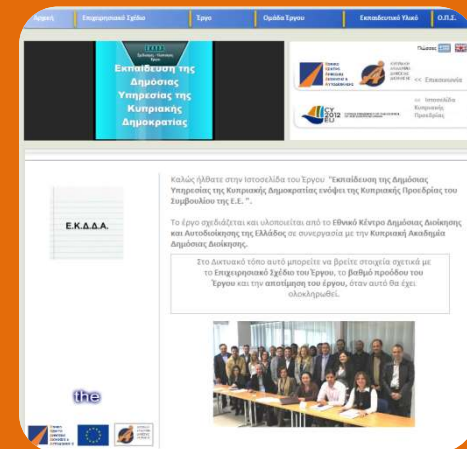 Αρχική Επιχειρησιακό Σχέδιο Έργο Ομάδα Έργου Εκπαιδευτικό Υλικό Ο.Π.Σ.
Εκπαίδευση της
Δημόσιας
Υπηρεσίας της
Κυπριακής
Δημοκρατίας
Γλώσσες
<< Επικοινωνία
<< Ιστοσελίδα
Κυπριακής
Προεδρίας
CY
2012
EU
Καλώς ήλθατε στην Ιστοσελίδα του Έργου "Εκπαίδευση της Δημόσιας
Υπηρεσίας της Κυπριακής Δημοκρατίας ενόψει της Κυπριακής Προεδρίας του
Συμβουλίου της Ε.Ε. ".
Το έργο σχεδιάζεται και υλοποιείται από το Εθνικό Κέντρο Δημόσιας Διοίκησης
και Αυτοδιοίκησης της Ελλάδος σε συνεργασία με την Κυπριακή Ακαδημία
Δημόσιας Διοίκησης.
Στο Δικτυακό τόπο αυτό μπορείτε να βρείτε στοιχεία σχετικά με
το Επιχειρησιακό Σχέδιο του Έργου, το βαθμό προόδου του
Έργου και την αποτίμηση του έργου, όταν αυτό θα έχει
ολοκληρωθεί.
Ε.Κ.Δ.Δ.Α.
the